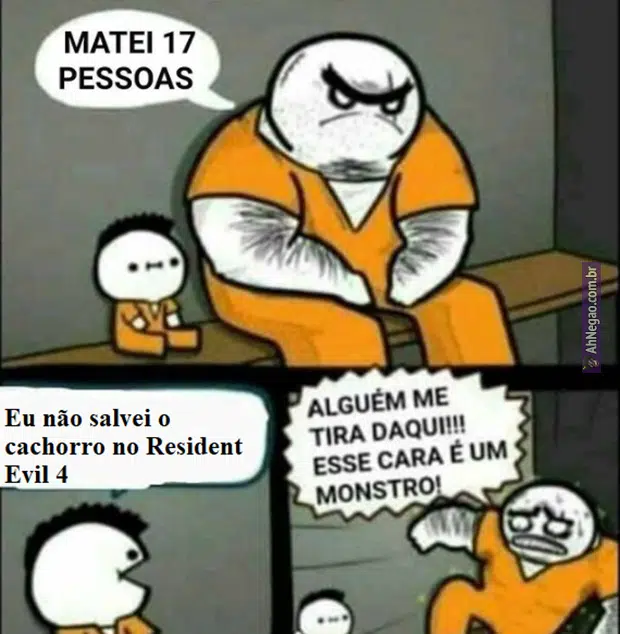 MATEI 17
PESSOAS
AhNegao.com.br
Eu não salvei o
cachorro no Resident
Evil 4
ALGUÉM ME
TIRA DAQUI!!!
ESSE CARA É UM
MONSTRO!